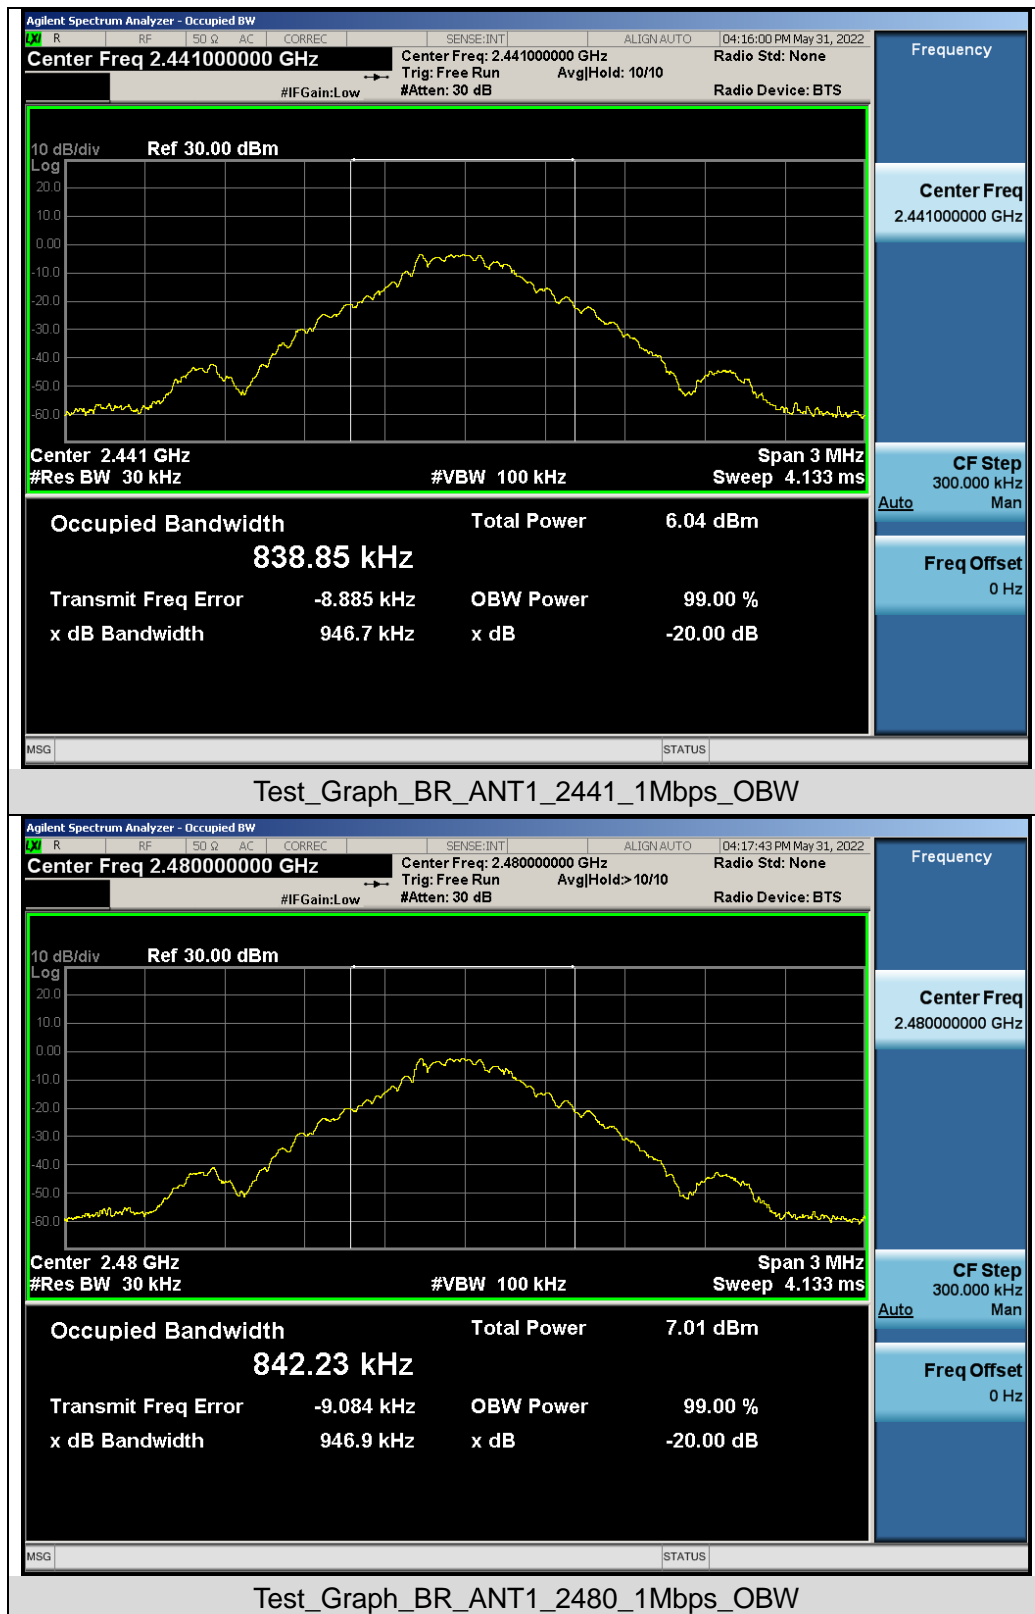 Agilent Spectrum Analyzer - Occupied BW
LXI R RF 50 Ω AC CORREC SENSE:INT ALIGN AUTO 04:16:00 PM May 31, 2022
Center Freq 2.441000000 GHz Center Freq: 2.441000000 GHz Radio Std: None
Trig: Free Run Avg|Hold: 10/10
#IFGain:Low #Atten: 30 dB Radio Device: BTS
Frequency
10 dB/div Ref 30.00 dBm
Log
20.0
10.0
0.00
-10.0
-20.0
-30.0
-40.0
-50.0
-60.0
Center 2.441 GHz Span 3 MHz
#Res BW 30 kHz #VBW 100 kHz Sweep 4.133 ms
Center Freq
2.441000000 GHz
CF Step
300.000 kHz
Auto Man
Freq Offset
0 Hz
Occupied Bandwidth Total Power 6.04 dBm
838.85 kHz
Transmit Freq Error -8.885 kHz OBW Power 99.00 %
x dB Bandwidth 946.7 kHz x dB -20.00 dB
MSG STATUS
Test_Graph_BR_ANT1_2441_1Mbps_OBW
Agilent Spectrum Analyzer - Occupied BW
LXI R RF 50 Ω AC CORREC SENSE:INT ALIGN AUTO 04:17:43 PM May 31, 2022
Center Freq 2.480000000 GHz Center Freq: 2.480000000 GHz Radio Std: None
Trig: Free Run Avg|Hold:>10/10
#IFGain:Low #Atten: 30 dB Radio Device: BTS
Frequency
10 dB/div Ref 30.00 dBm
Log
20.0
10.0
0.00
-10.0
-20.0
-30.0
-40.0
-50.0
-60.0
Center 2.48 GHz Span 3 MHz
#Res BW 30 kHz #VBW 100 kHz Sweep 4.133 ms
Center Freq
2.480000000 GHz
CF Step
300.000 kHz
Auto Man
Freq Offset
0 Hz
Occupied Bandwidth Total Power 7.01 dBm
842.23 kHz
Transmit Freq Error -9.084 kHz OBW Power 99.00 %
x dB Bandwidth 946.9 kHz x dB -20.00 dB
MSG STATUS
Test_Graph_BR_ANT1_2480_1Mbps_OBW